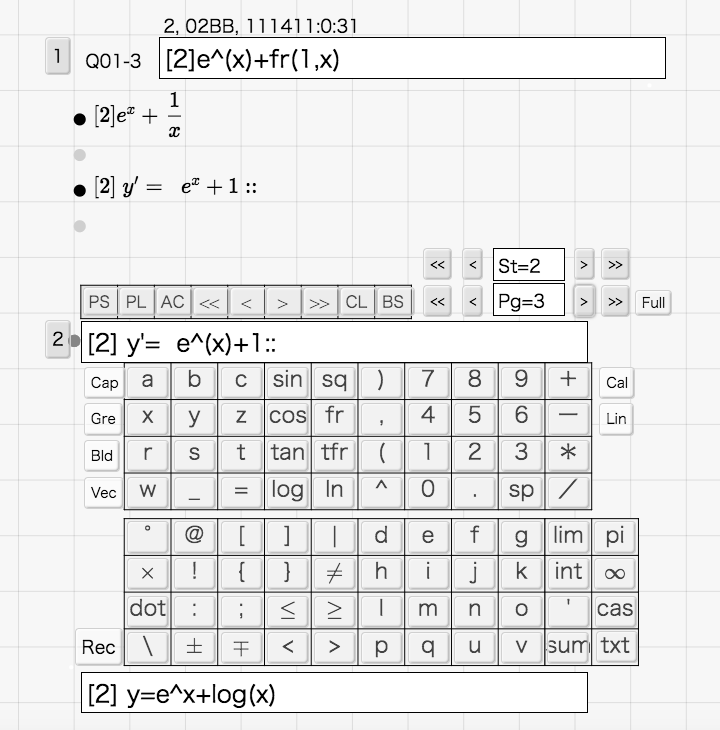 2, 02BB, 111411:0:31
1 Q01-3 [2]e^(x)+fr(1,x)
[2]eˣ + 1/x
[2] y′ = eˣ + 1 ::
<< < St=2 > >>
PS PL AC << < > >> CL BS << < Pg=3 > >> Full
2 [2] y'= e^(x)+1::
Cap a b c sin sq ) 7 8 9 + Cal
Gre x y z cos fr , 4 5 6 − Lin
Bld r s t tan tfr ( 1 2 3 *
Vec w _ = log ln ^ 0 . sp /
° @ [ ] | d e f g lim pi
× ! { } ≠ h i j k int ∞
dot : ; ≤ ≥ l m n o ' cas
Rec \ ± ∓ < > p q u v sum txt
[2] y=e^x+log(x)